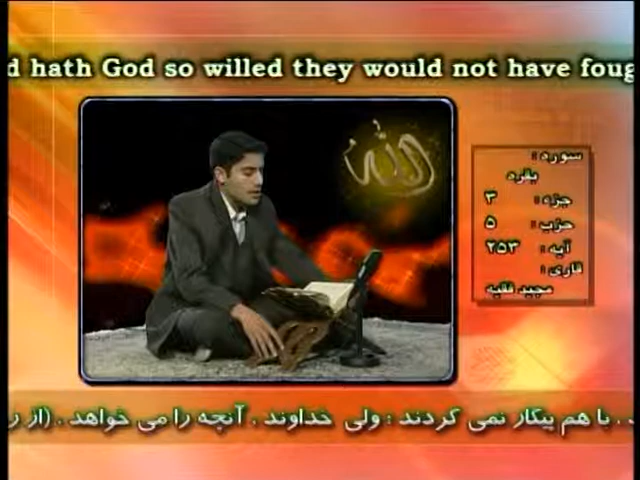 d hath God so willed they would not have foug
الله
سوره :
بقره
جزء : ۳
حزب : ۵
آیه : ۲۵۳
قاری :
مجید فقیه
. با هم پیکار نمی کردند ؛ ولی خداوند ، آنچه را می خواهد ، (از ر